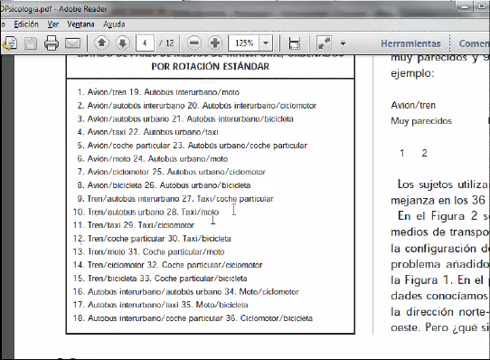 DPsicologia.pdf - Adobe Reader
Edición Ver Ventana Ayuda
4 / 12 125% Herramientas Comen
POR ROTACIÓN ESTÁNDAR
1. Avión/tren 19. Autobús interurbano/moto
2. Avión/autobús interurbano 20. Autobús interurbano/ciclomotor
3. Avión/autobús urbano 21. Autobús interurbano/bicicleta
4. Avión/taxi 22. Autobús urbano/taxi
5. Avión/coche particular 23. Autobús urbano/coche particular
6. Avión/moto 24. Autobús urbano/moto
7. Avión/ciclomotor 25. Autobús urbano/ciclomotor
8. Avión/bicicleta 26. Autobús urbano/bicicleta
9. Tren/autobús interurbano 27. Taxi/coche particular
10. Tren/autobús urbano 28. Taxi/moto
11. Tren/taxi 29. Taxi/ciclomotor
12. Tren/coche particular 30. Taxi/bicicleta
13. Tren/moto 31. Coche particular/moto
14. Tren/ciclomotor 32. Coche particular/ciclomotor
15. Tren/bicicleta 33. Coche particular/bicicleta
16. Autobús interurbano/autobús urbano 34. Moto/ciclomotor
17. Autobús interurbano/taxi 35. Moto/bicicleta
18. Autobús interurbano/coche particular 36. Ciclomotor/bicicleta
muy parecidos y 9
ejemplo:
Avión/tren
Muy parecidos
1 2
Los sujetos utiliza
mejanza en los 36
En el Figura 2 se
medios de transpo
la configuración de
problema añadido
la Figura 1. En el p
dades conocíamos
la dirección norte-
oeste. Pero ¿qué si